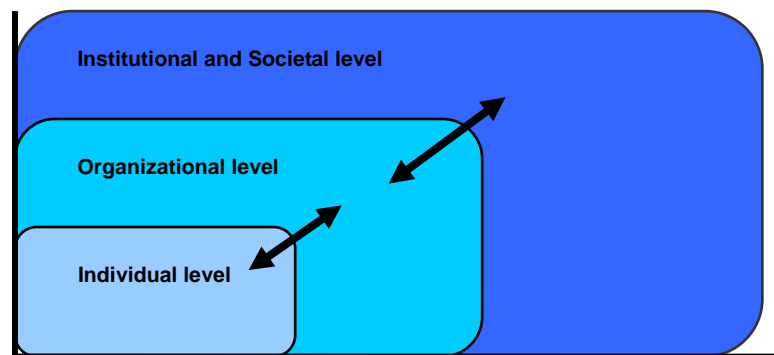 Institutional and Societal level
Organizational level
Individual level